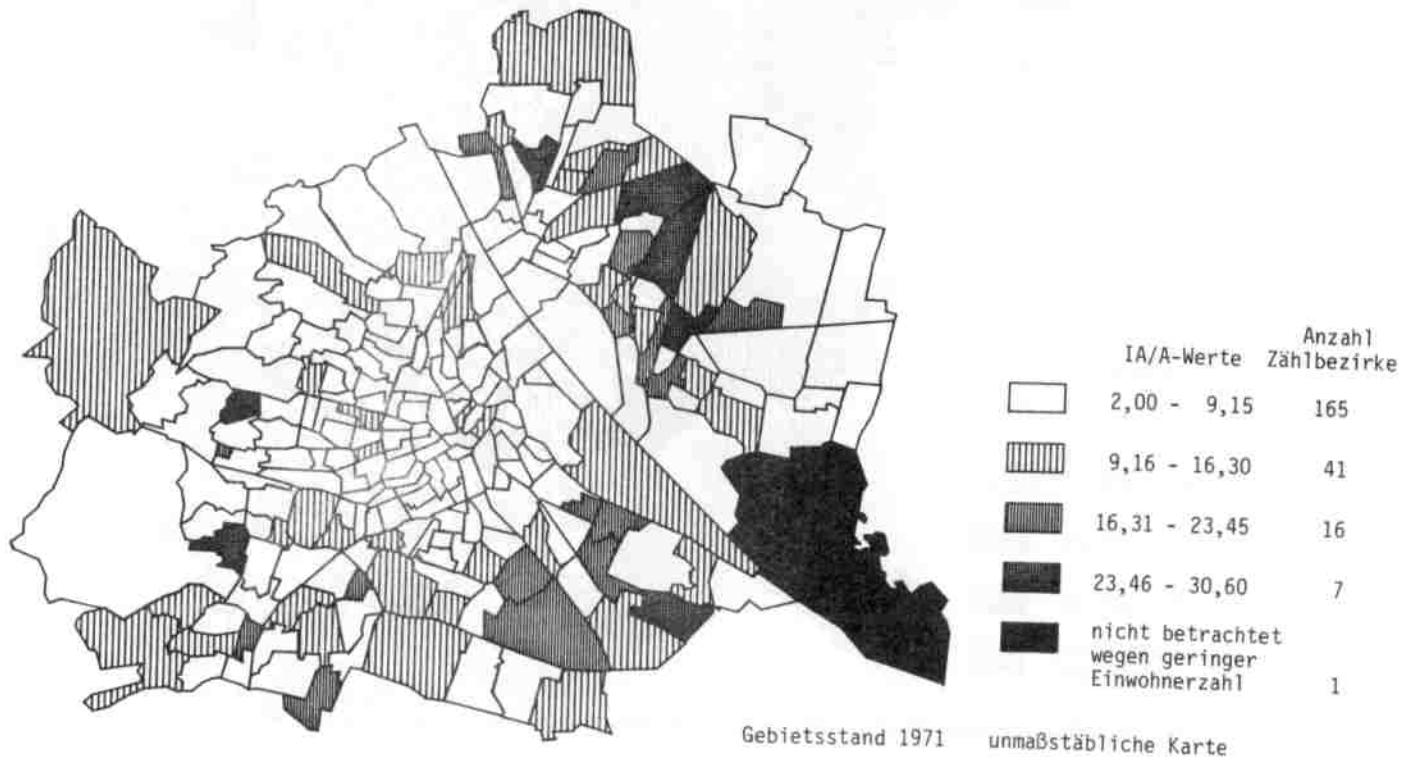 IA/A-Werte Anzahl Zählbezirke
2,00 - 9,15 165
9,16 - 16,30 41
16,31 - 23,45 16
23,46 - 30,60 7
nicht betrachtet
wegen geringer
Einwohnerzahl 1
Gebietsstand 1971 unmaßstäbliche Karte